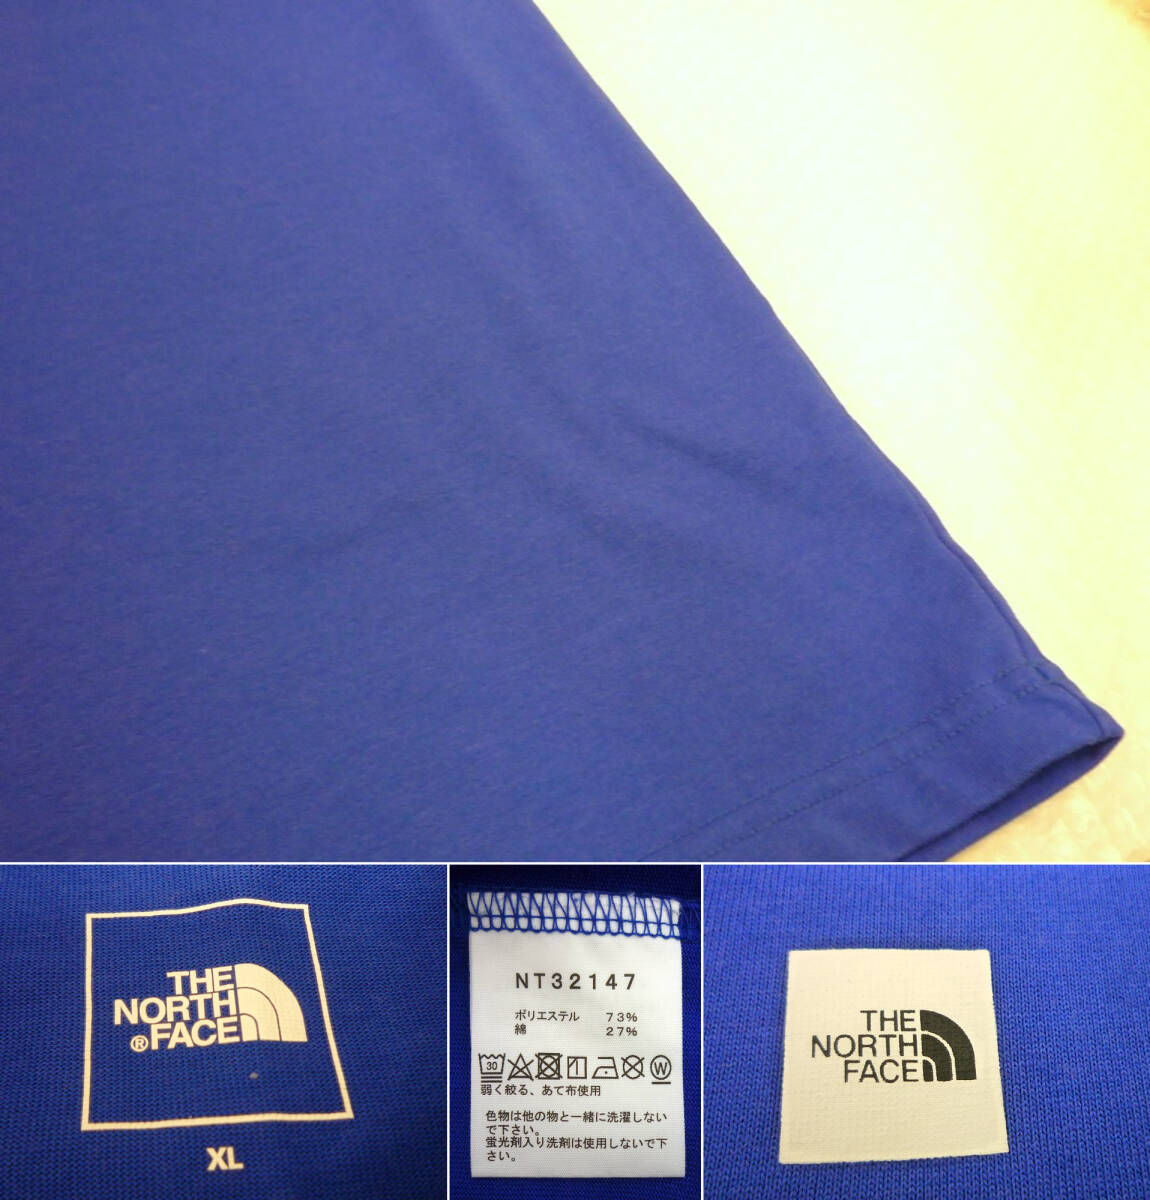 THE
NORTH
®FACE
XL
NT32147
ポリエステル 73%
綿 27%
30
W
弱く絞る、あて布使用
色物は他の物と一緒に洗濯しない
で下さい。
蛍光剤入り洗剤は使用しないで下
さい。
THE
NORTH
FACE